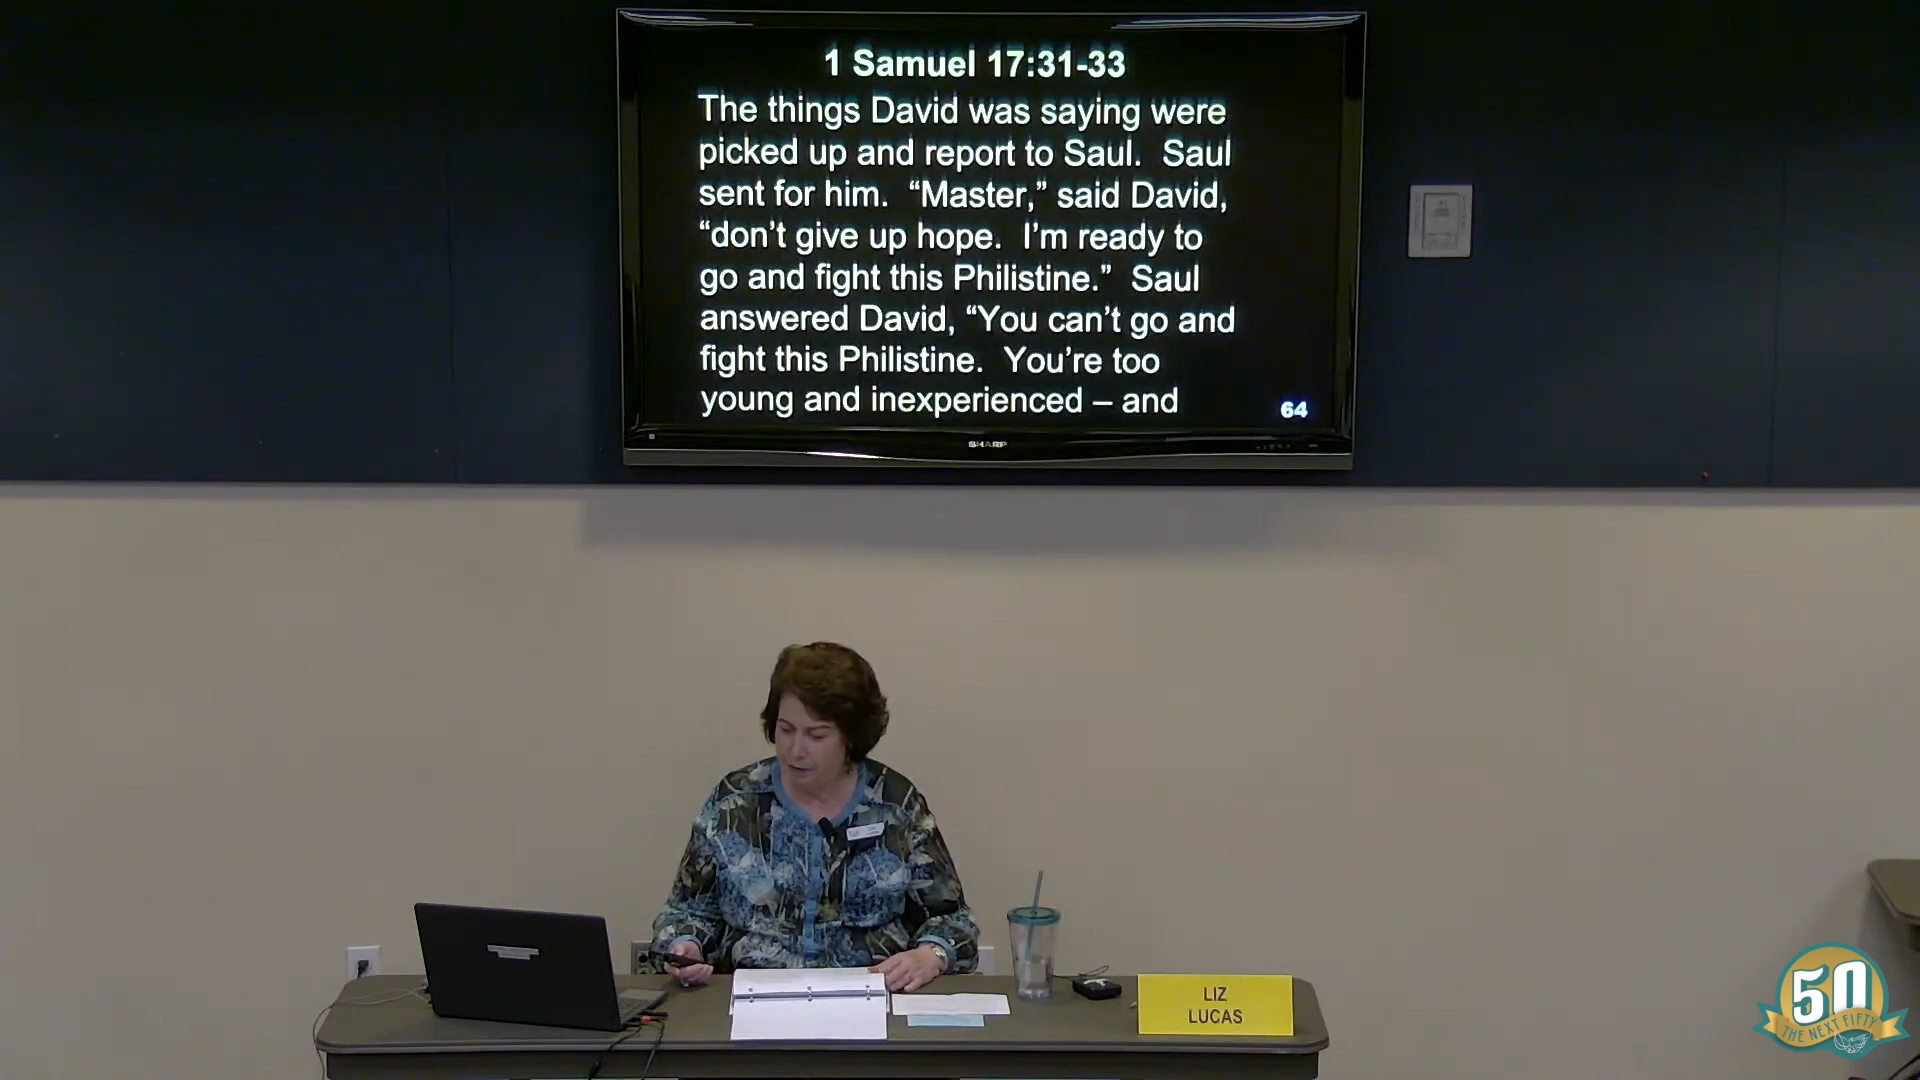 1 Samuel 17:31-33
The things David was saying were
picked up and report to Saul.  Saul
sent for him.  “Master,” said David,
“don’t give up hope.  I’m ready to
go and fight this Philistine.”  Saul
answered David, “You can’t go and
fight this Philistine.  You’re too
young and inexperienced – and
64
SHARP
LIZ
LUCAS
50
THE NEXT FIFTY